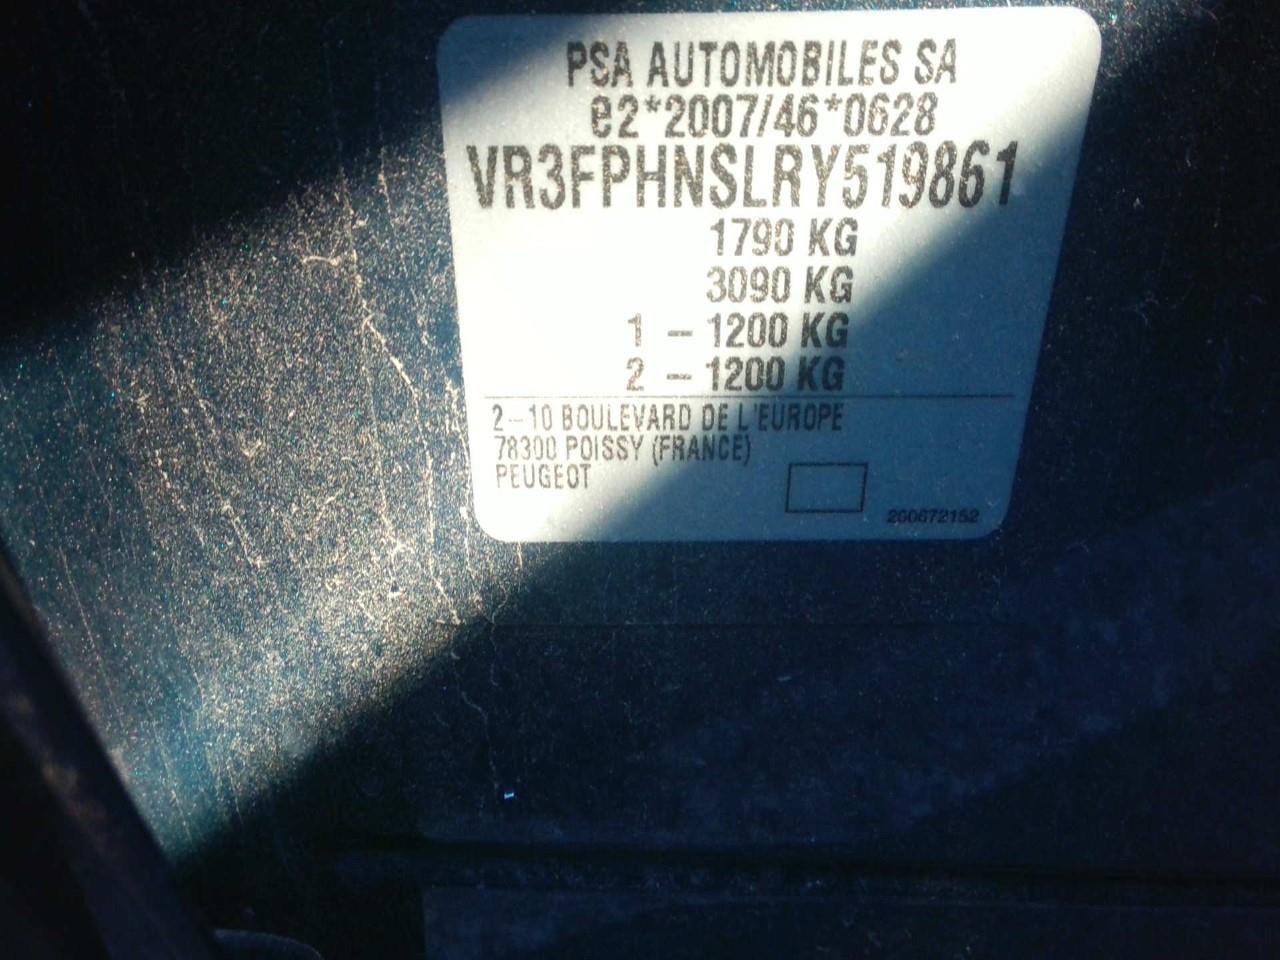 PSA AUTOMOBILES SA
e2*2007/46*0628
VR3FPHNSLRY519861
1790 KG
3090 KG
1 – 1200 KG
2 – 1200 KG
2–10 BOULEVARD DE L'EUROPE
78300 POISSY (FRANCE)
PEUGEOT
200672152